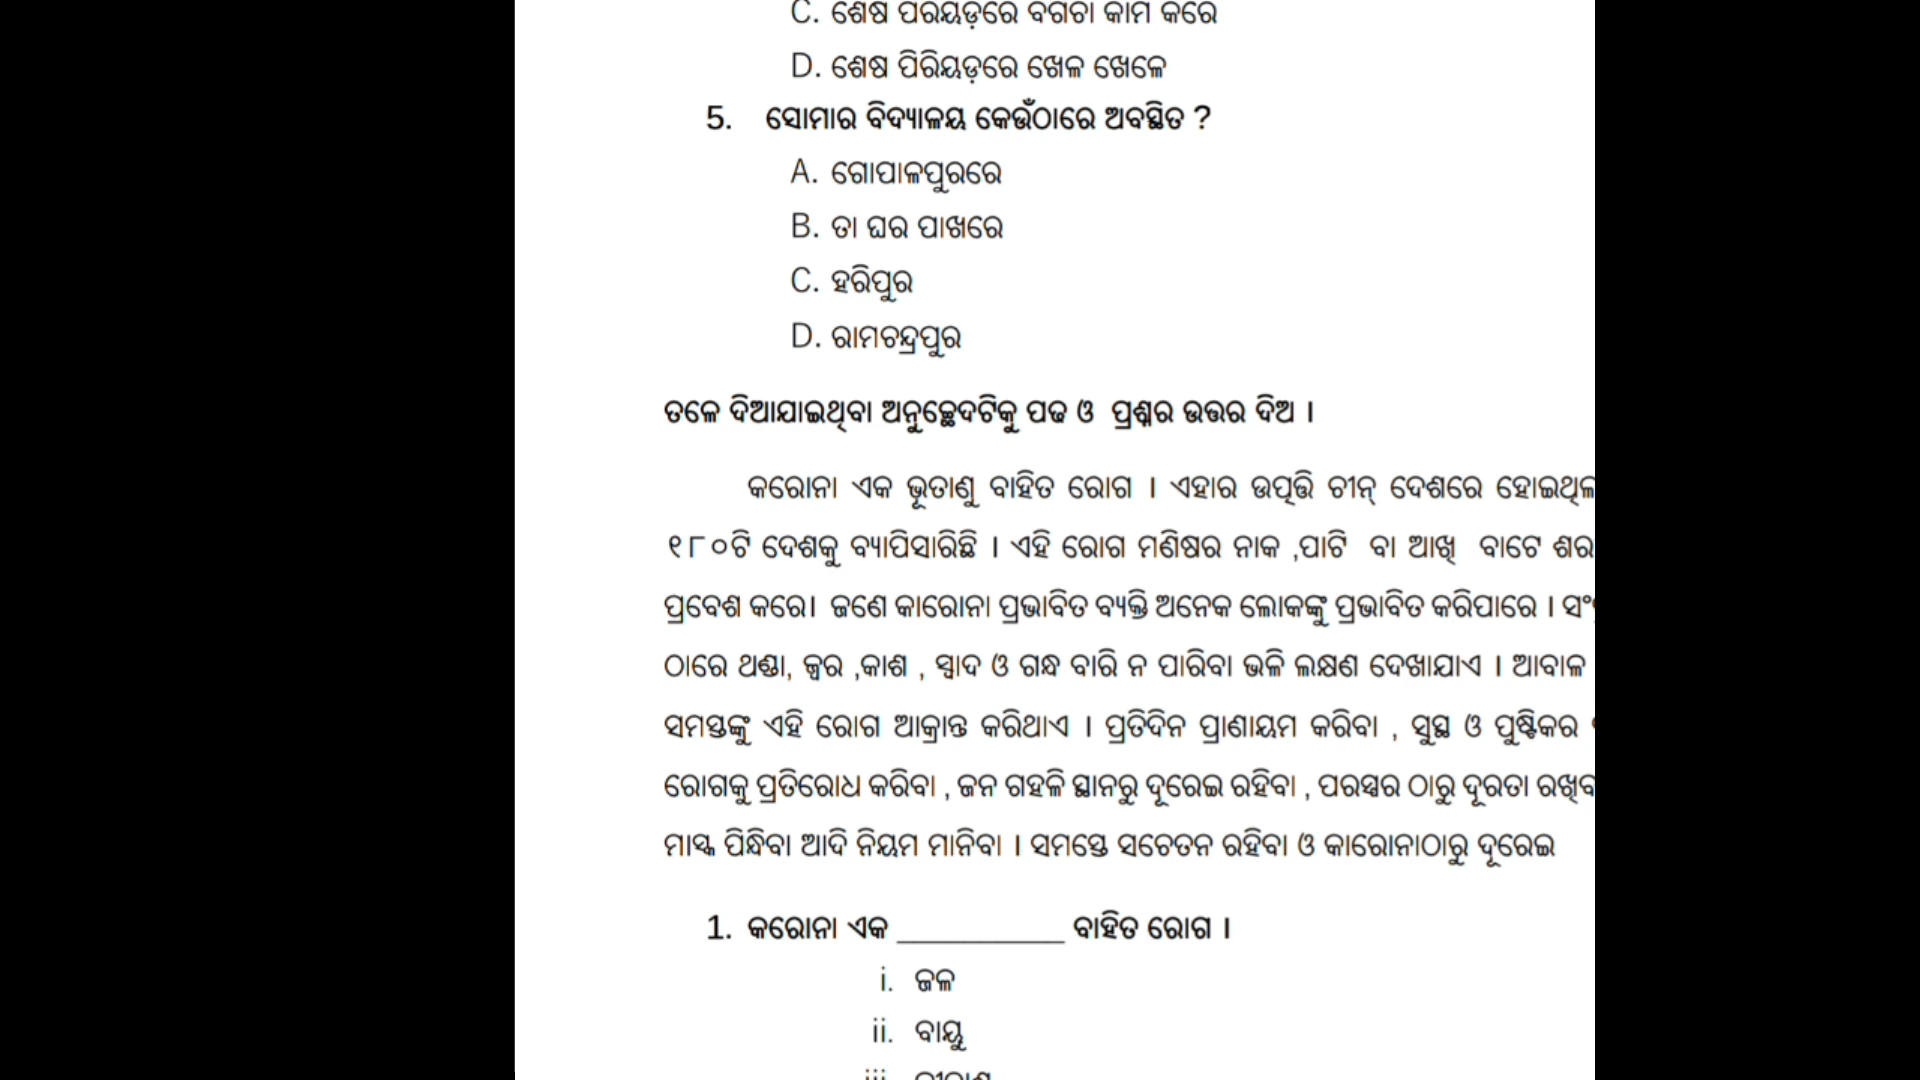 C. ଶେଷ ପିରିୟଡ଼ରେ ବଗିଚା କାମ କରେ
D. ଶେଷ ପିରିୟଡ଼ରେ ଖେଳ ଖେଳେ
5. ସୋମାର ବିଦ୍ୟାଳୟ କେଉଁଠାରେ ଅବସ୍ଥିତ ?
A. ଗୋପାଳପୁରରେ
B. ତା ଘର ପାଖରେ
C. ହରିପୁର
D. ରାମଚନ୍ଦ୍ରପୁର
ତଳେ ଦିଆଯାଇଥିବା ଅନୁଚ୍ଛେଦଟିକୁ ପଢ ଓ ପ୍ରଶ୍ନର ଉତ୍ତର ଦିଅ ।
କରୋନା ଏକ ଭୂତାଣୁ ବାହିତ ରୋଗ । ଏହାର ଉତ୍ପତ୍ତି ଚୀନ୍ ଦେଶରେ
୧୮୦ଟି ଦେଶକୁ ବ୍ୟାପିସାରିଛି । ଏହି ରୋଗ ମଣିଷର ନାକ ,ପାଟି ବା ଆଖି ବାଟେ
ପ୍ରବେଶ କରେ। ଜଣେ କାରୋନା ପ୍ରଭାବିତ ବ୍ୟକ୍ତି ଅନେକ ଲୋକଙ୍କୁ ପ୍ରଭାବିତ କରିପାରେ ।
ଠାରେ ଥଣ୍ଡା, ଜ୍ୱର ,କାଶ , ସ୍ୱାଦ ଓ ଗନ୍ଧ ବାରି ନ ପାରିବା ଭଳି ଲକ୍ଷଣ ଦେଖାଯାଏ । ଆବାଳ
ସମସ୍ତଙ୍କୁ ଏହି ରୋଗ ଆକ୍ରାନ୍ତ କରିଥାଏ । ପ୍ରତିଦିନ ପ୍ରାଣାୟମ କରିବା , ସୁସ୍ଥ ଓ ପୁଷ୍ଟିକର
ରୋଗକୁ ପ୍ରତିରୋଧ କରିବା , ଜନ ଗହଳି ସ୍ଥାନରୁ ଦୂରେଇ ରହିବା , ପରସ୍ପର ଠାରୁ ଦୂରତା
ମାସ୍କ ପିନ୍ଧିବା ଆଦି ନିୟମ ମାନିବା । ସମସ୍ତେ ସଚେତନ ରହିବା ଓ କାରୋନାଠାରୁ ଦୂରେଇ
1. କରୋନା ଏକ __________ ବାହିତ ରୋଗ ।
i. ଜଳ
ii. ବାୟୁ